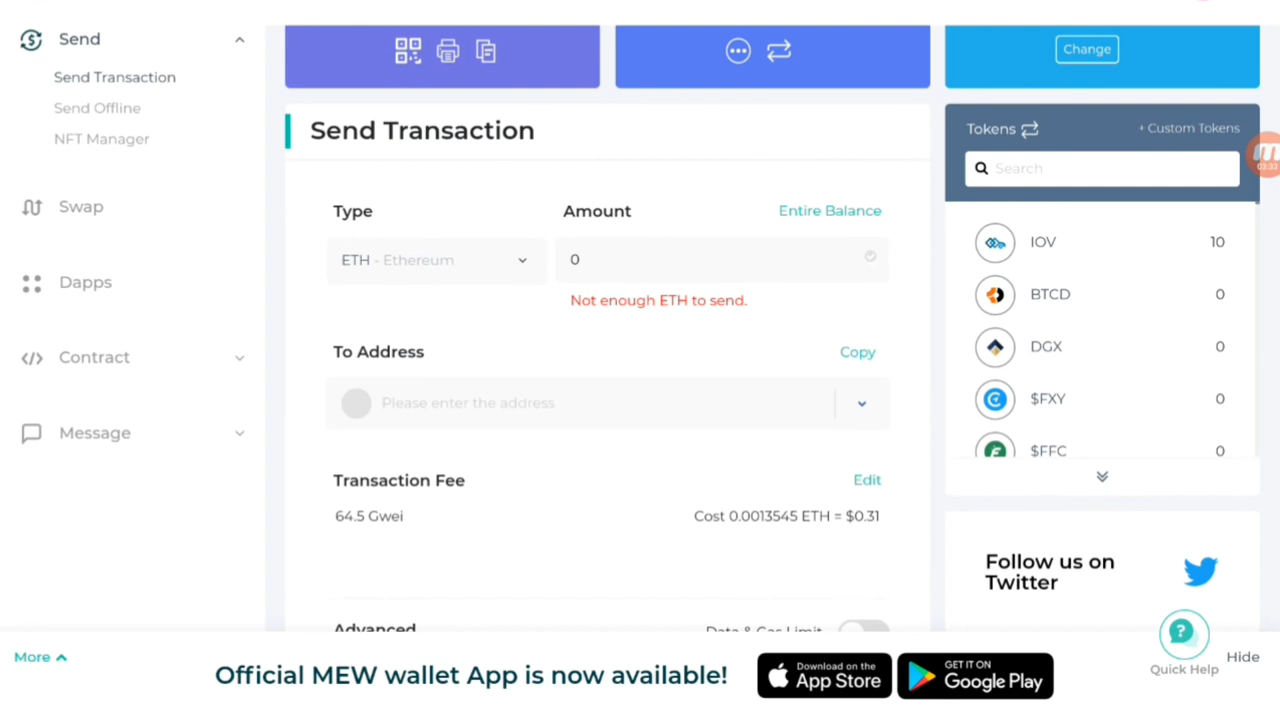 Send
Send Transaction
Send Offline
NFT Manager
Swap
Dapps
Contract
Message
More
Change
Send Transaction
Type
Amount
Entire Balance
ETH - Ethereum
0
Not enough ETH to send.
To Address
Copy
Please enter the address
Transaction Fee
Edit
64.5 Gwei
Cost 0.0013545 ETH = $0.31
Advanced
Data & Gas Limit
Tokens
+ Custom Tokens
Search
IOV 10
BTCD 0
DGX 0
$FXY 0
$FFC 0
03:33
Follow us on
Twitter
Quick Help
Hide
Official MEW wallet App is now available!
Download on the
App Store
GET IT ON
Google Play